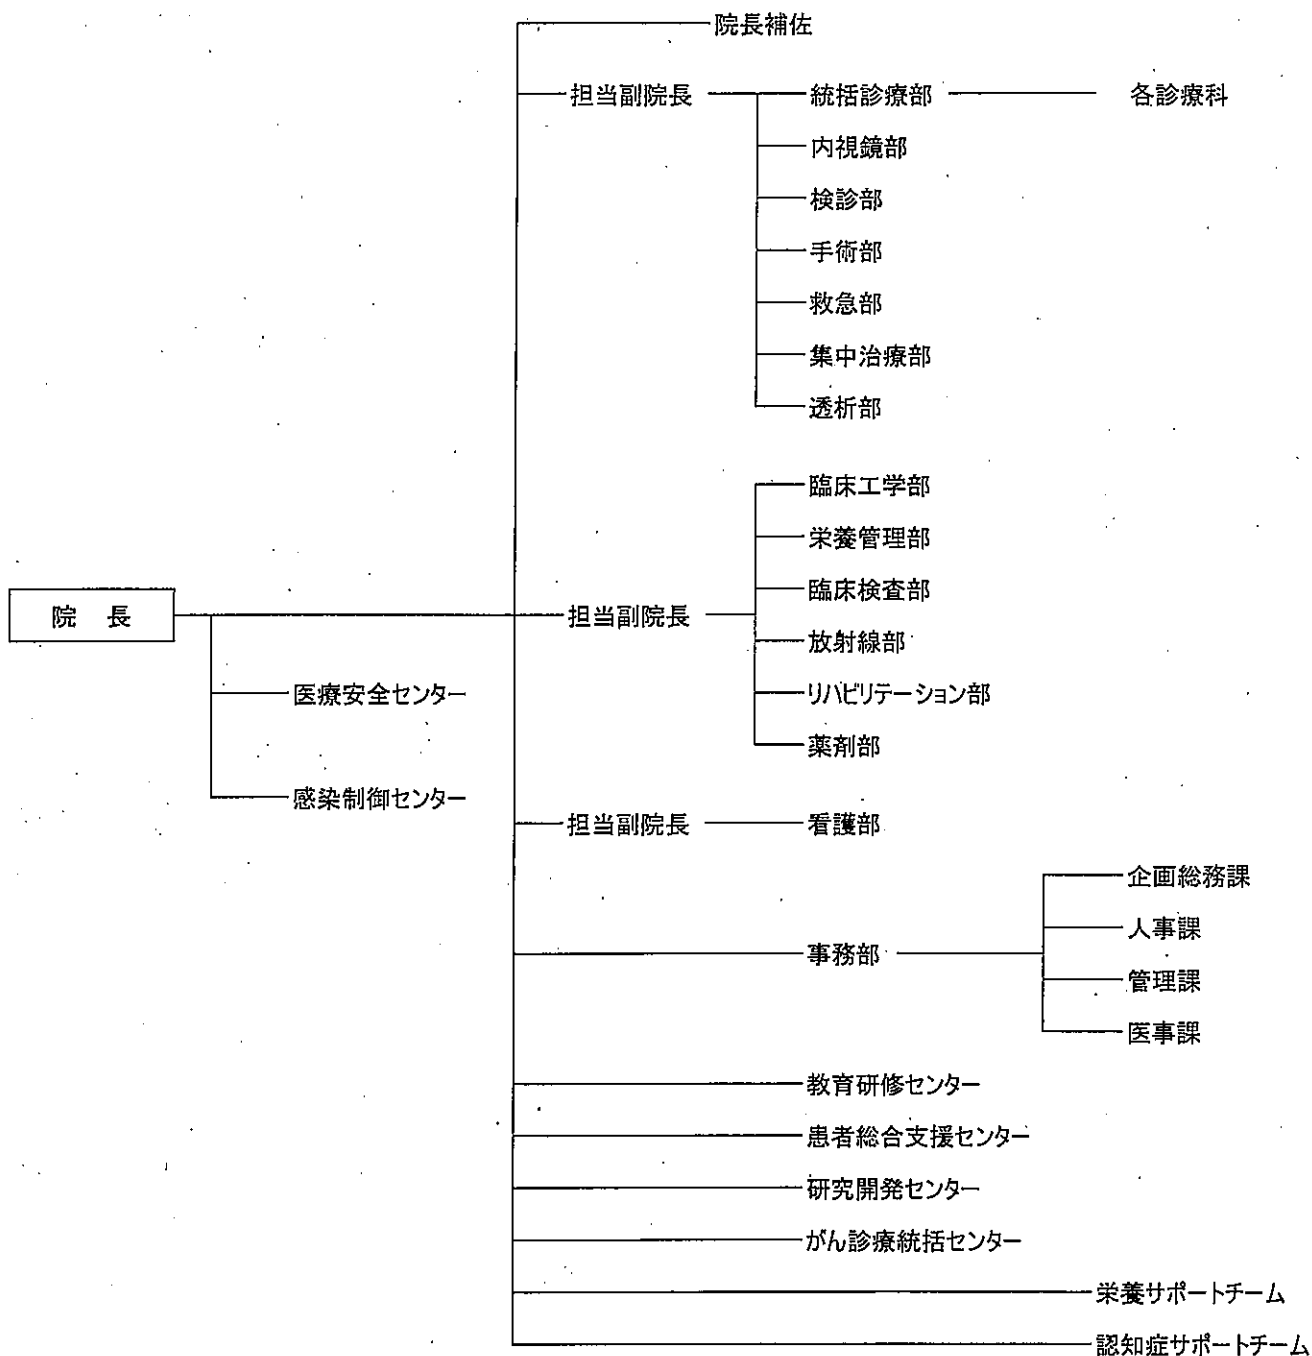 院長補佐
担当副院長
統括診療部
各診療科
内視鏡部
検診部
手術部
救急部
集中治療部
透析部
臨床工学部
栄養管理部
臨床検査部
院 長
担当副院長
放射線部
リハビリテーション部
薬剤部
医療安全センター
感染制御センター
担当副院長
看護部
企画総務課
人事課
事務部
管理課
医事課
教育研修センター
患者総合支援センター
研究開発センター
がん診療統括センター
栄養サポートチーム
認知症サポートチーム